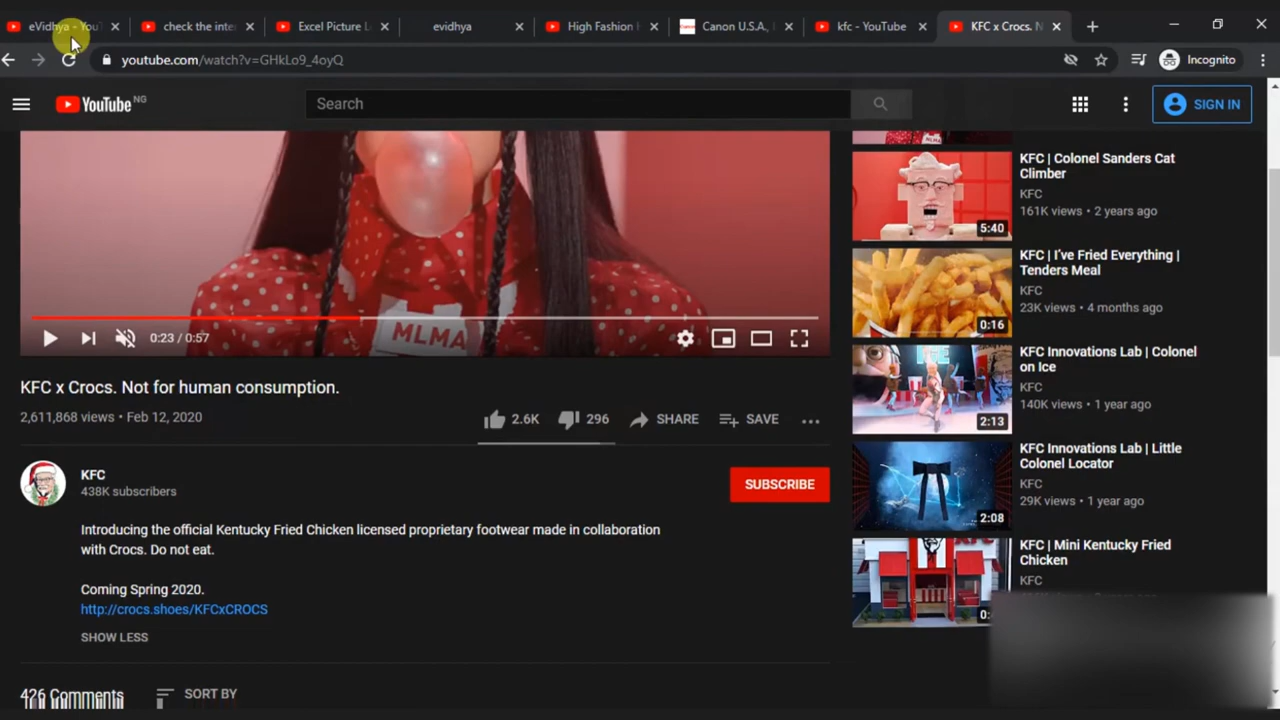 eVidhya - YouT
check the inte
Excel Picture L
evidhya
High Fashion
Canon U.S.A.,
kfc - YouTube
KFC x Crocs. N
youtube.com/watch?v=GHkLo9_4oyQ
Incognito
YouTube NG
Search
SIGN IN
MLMA
0:23 / 0:57
KFC x Crocs. Not for human consumption.
2,611,868 views • Feb 12, 2020
2.6K
296
SHARE
SAVE
KFC
438K subscribers
SUBSCRIBE
Introducing the official Kentucky Fried Chicken licensed proprietary footwear made in collaboration
with Crocs. Do not eat.
Coming Spring 2020.
http://crocs.shoes/KFCxCROCS
SHOW LESS
426 Comments
SORT BY
KFC | Colonel Sanders Cat
Climber
KFC
161K views • 2 years ago
5:40
KFC | I've Fried Everything |
Tenders Meal
KFC
23K views • 4 months ago
0:16
KFC Innovations Lab | Colonel
on Ice
KFC
140K views • 1 year ago
2:13
KFC Innovations Lab | Little
Colonel Locator
KFC
29K views • 1 year ago
2:08
KFC | Mini Kentucky Fried
Chicken
KFC